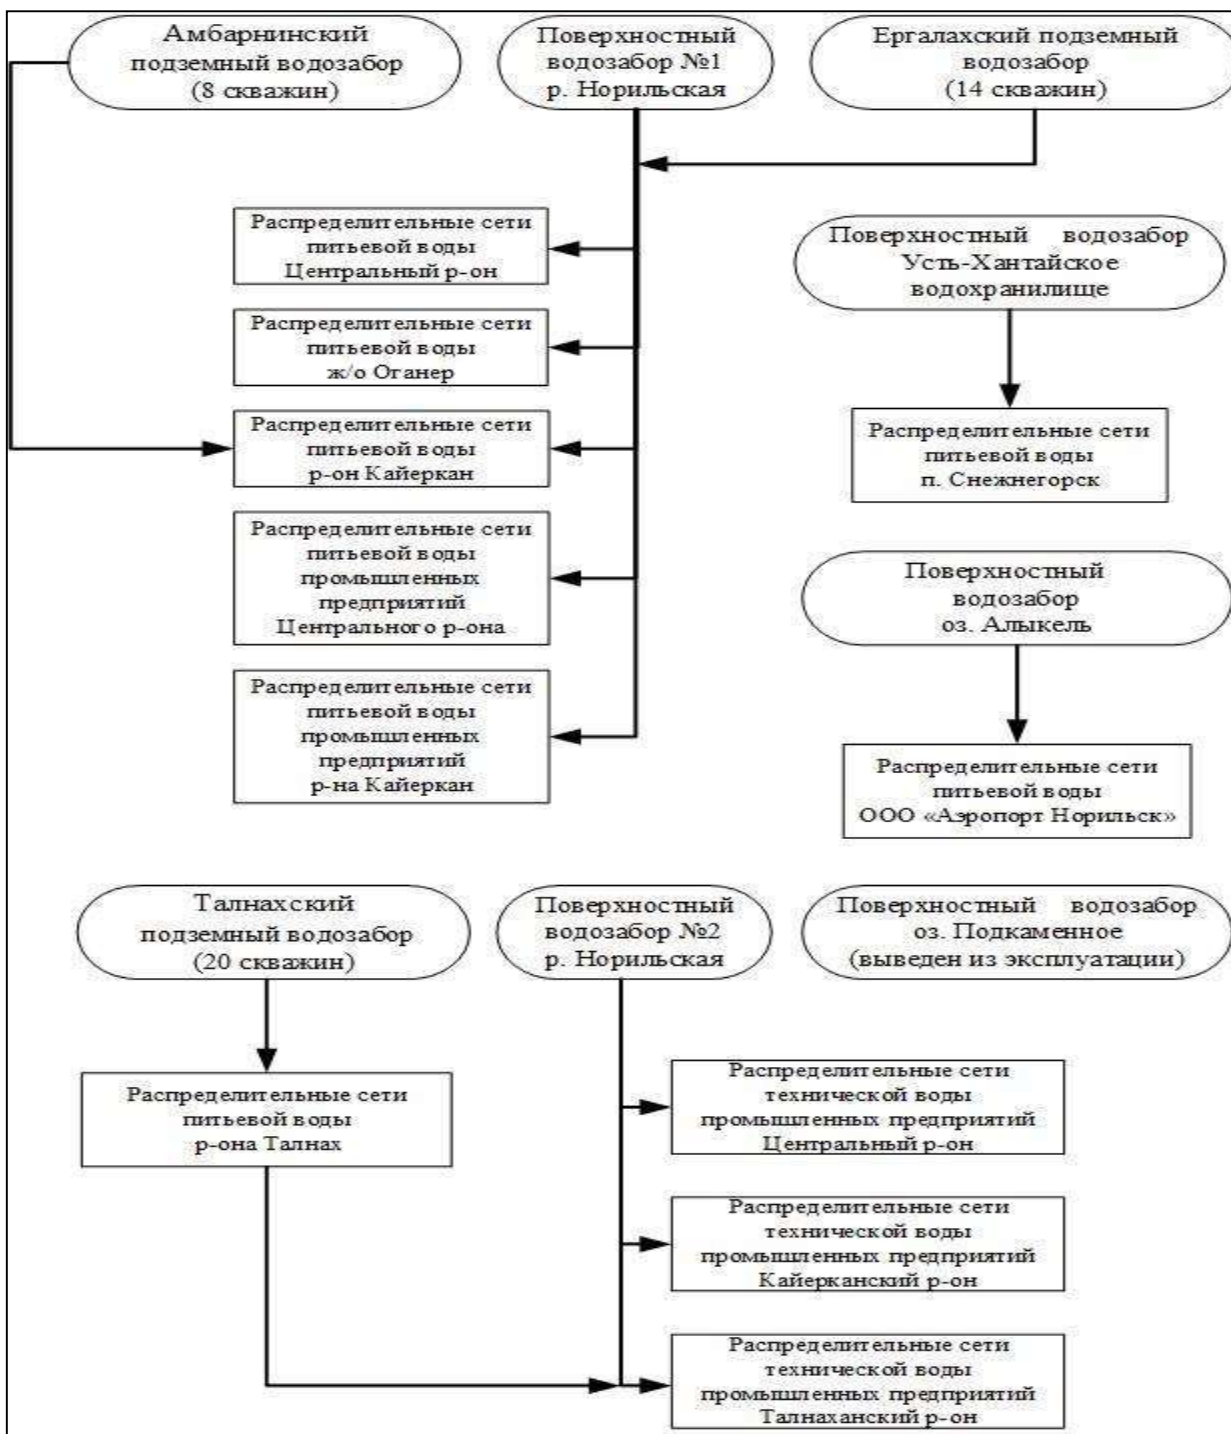 Амбарнинский
подземный водозабор
(8 скважин)
Поверхностный
водозабор №1
р. Норильская
Ергалахский подземный
водозабор
(14 скважин)
Распределительные сети
питьевой воды
Центральный р-он
Поверхностный водозабор
Усть-Хантайское
водохранилище
Распределительные сети
питьевой воды
ж/о Оганер
Распределительные сети
питьевой воды
р-он Кайеркан
Распределительные сети
питьевой воды
п. Снежнегорск
Распределительные сети
питьевой воды
промышленных
предприятий
Центрального р-она
Поверхностный
водозабор
оз. Алыкель
Распределительные сети
питьевой воды
промышленных
предприятий
р-на Кайеркан
Распределительные сети
питьевой воды
ООО «Аэропорт Норильск»
Талнахский
подземный водозабор
(20 скважин)
Поверхностный
водозабор №2
р. Норильская
Поверхностный водозабор
оз. Подкаменное
(выведен из эксплуатации)
Распределительные сети
питьевой воды
р-она Талнах
Распределительные сети
технической воды
промышленных предприятий
Центральный р-он
Распределительные сети
технической воды
промышленных предприятий
Кайерканский р-он
Распределительные сети
технической воды
промышленных предприятий
Талнаханский р-он